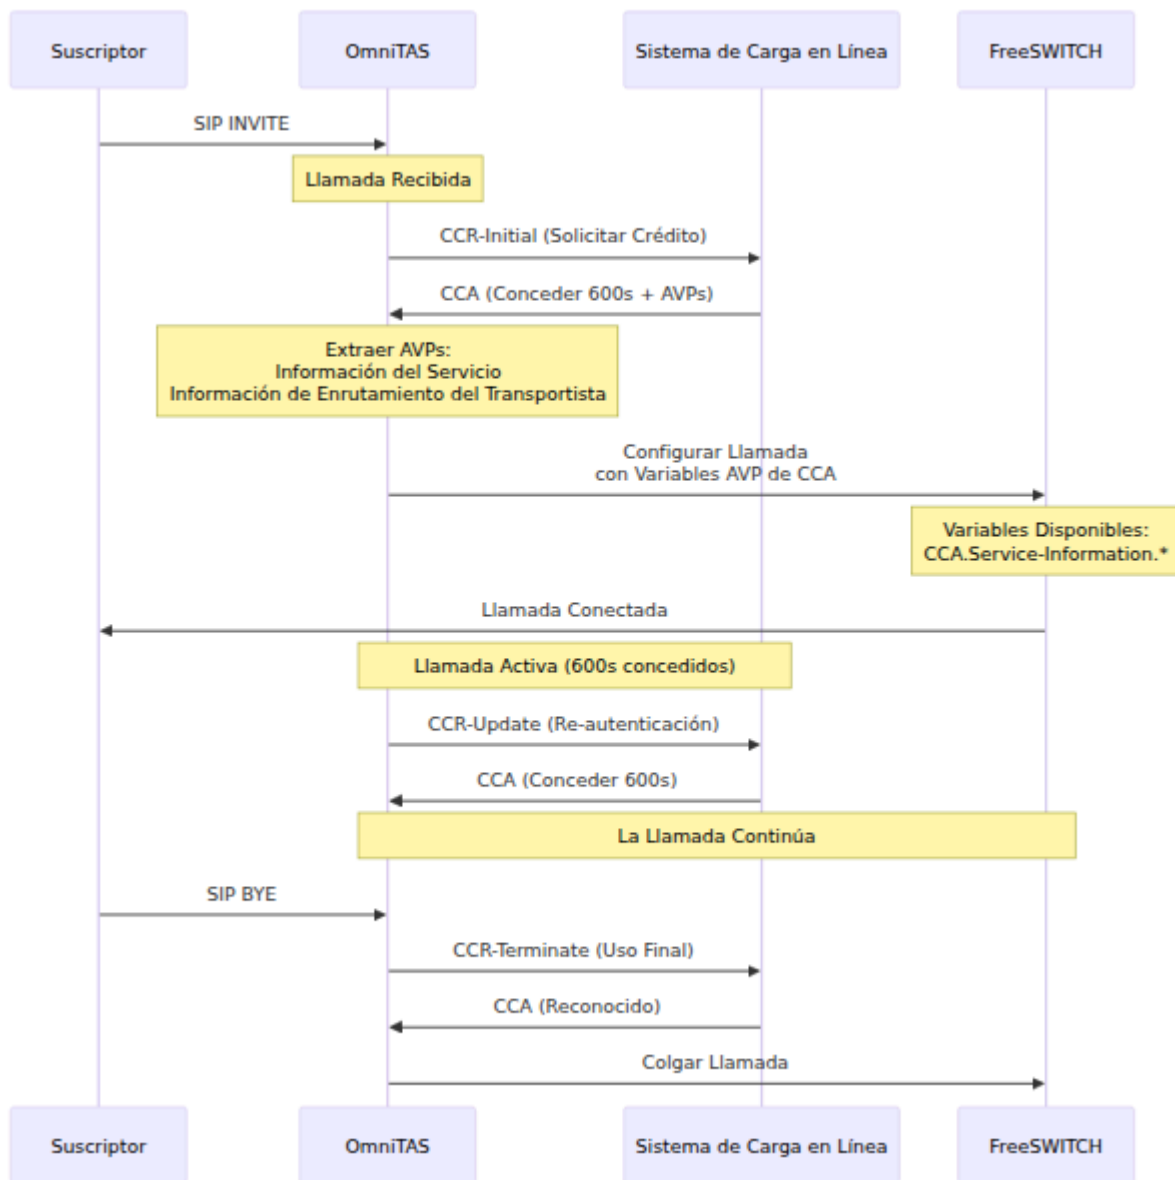 Suscriptor
OmniTAS
Sistema de Carga en Línea
FreeSWITCH
SIP INVITE
Llamada Recibida
CCR-Initial (Solicitar Crédito)
CCA (Conceder 600s + AVPs)
Extraer AVPs:
Información del Servicio
Información de Enrutamiento del Transportista
Configurar Llamada
con Variables AVP de CCA
Variables Disponibles:
CCA.Service-Information.*
Llamada Conectada
Llamada Activa (600s concedidos)
CCR-Update (Re-autenticación)
CCA (Conceder 600s)
La Llamada Continúa
SIP BYE
CCR-Terminate (Uso Final)
CCA (Reconocido)
Colgar Llamada
Suscriptor
OmniTAS
Sistema de Carga en Línea
FreeSWITCH